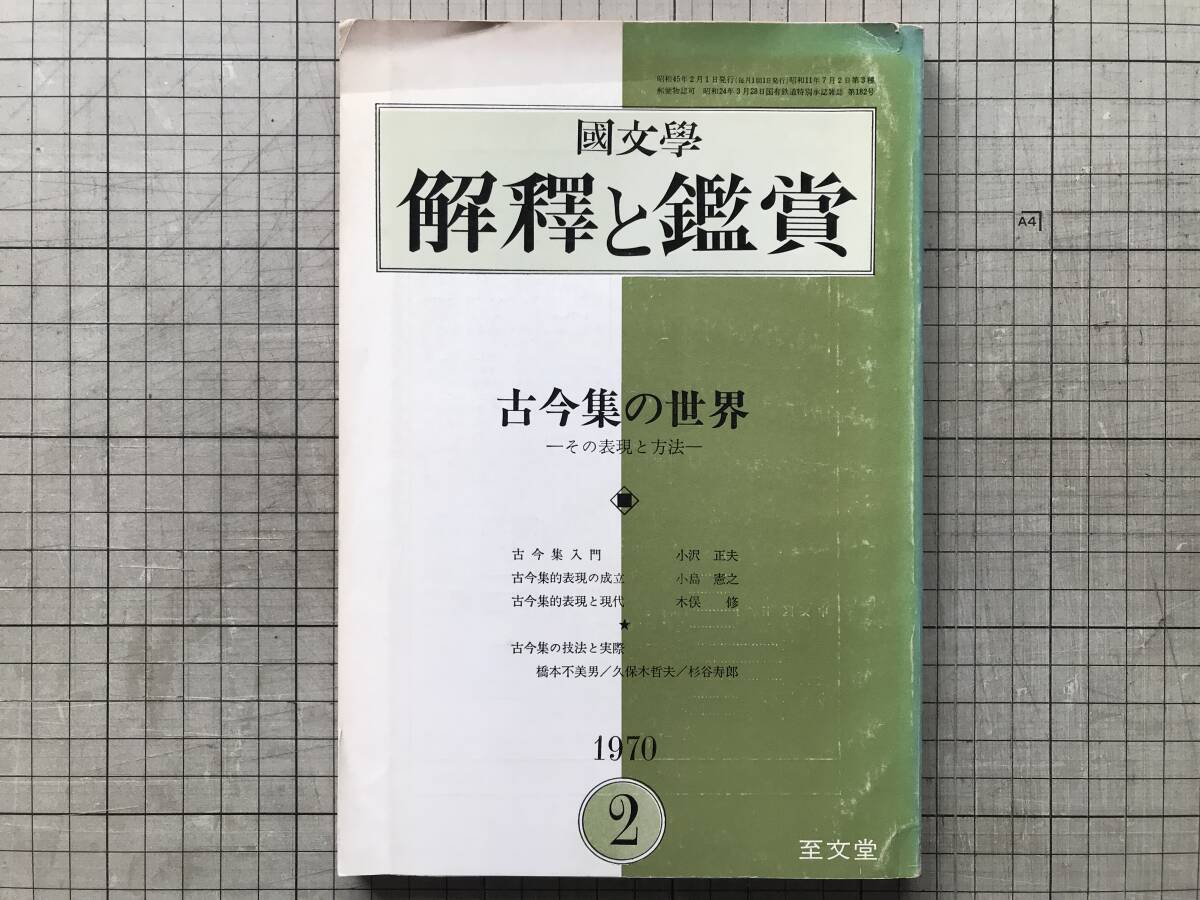 昭和45年2月1日発行(毎月1回1日発行)昭和11年7月2日第3種
郵便物認可 昭和24年3月28日国有鉄道特別承認雑誌 第182号
國文學
解釋と鑑賞
A4
古今集の世界
―その表現と方法―
古今集入門 小沢 正夫
古今集的表現の成立 小島 憲之
古今集的表現と現代 木俣 修
★
古今集の技法と実際
橋本不美男/久保木哲夫/杉谷寿郎
1970
2
至文堂